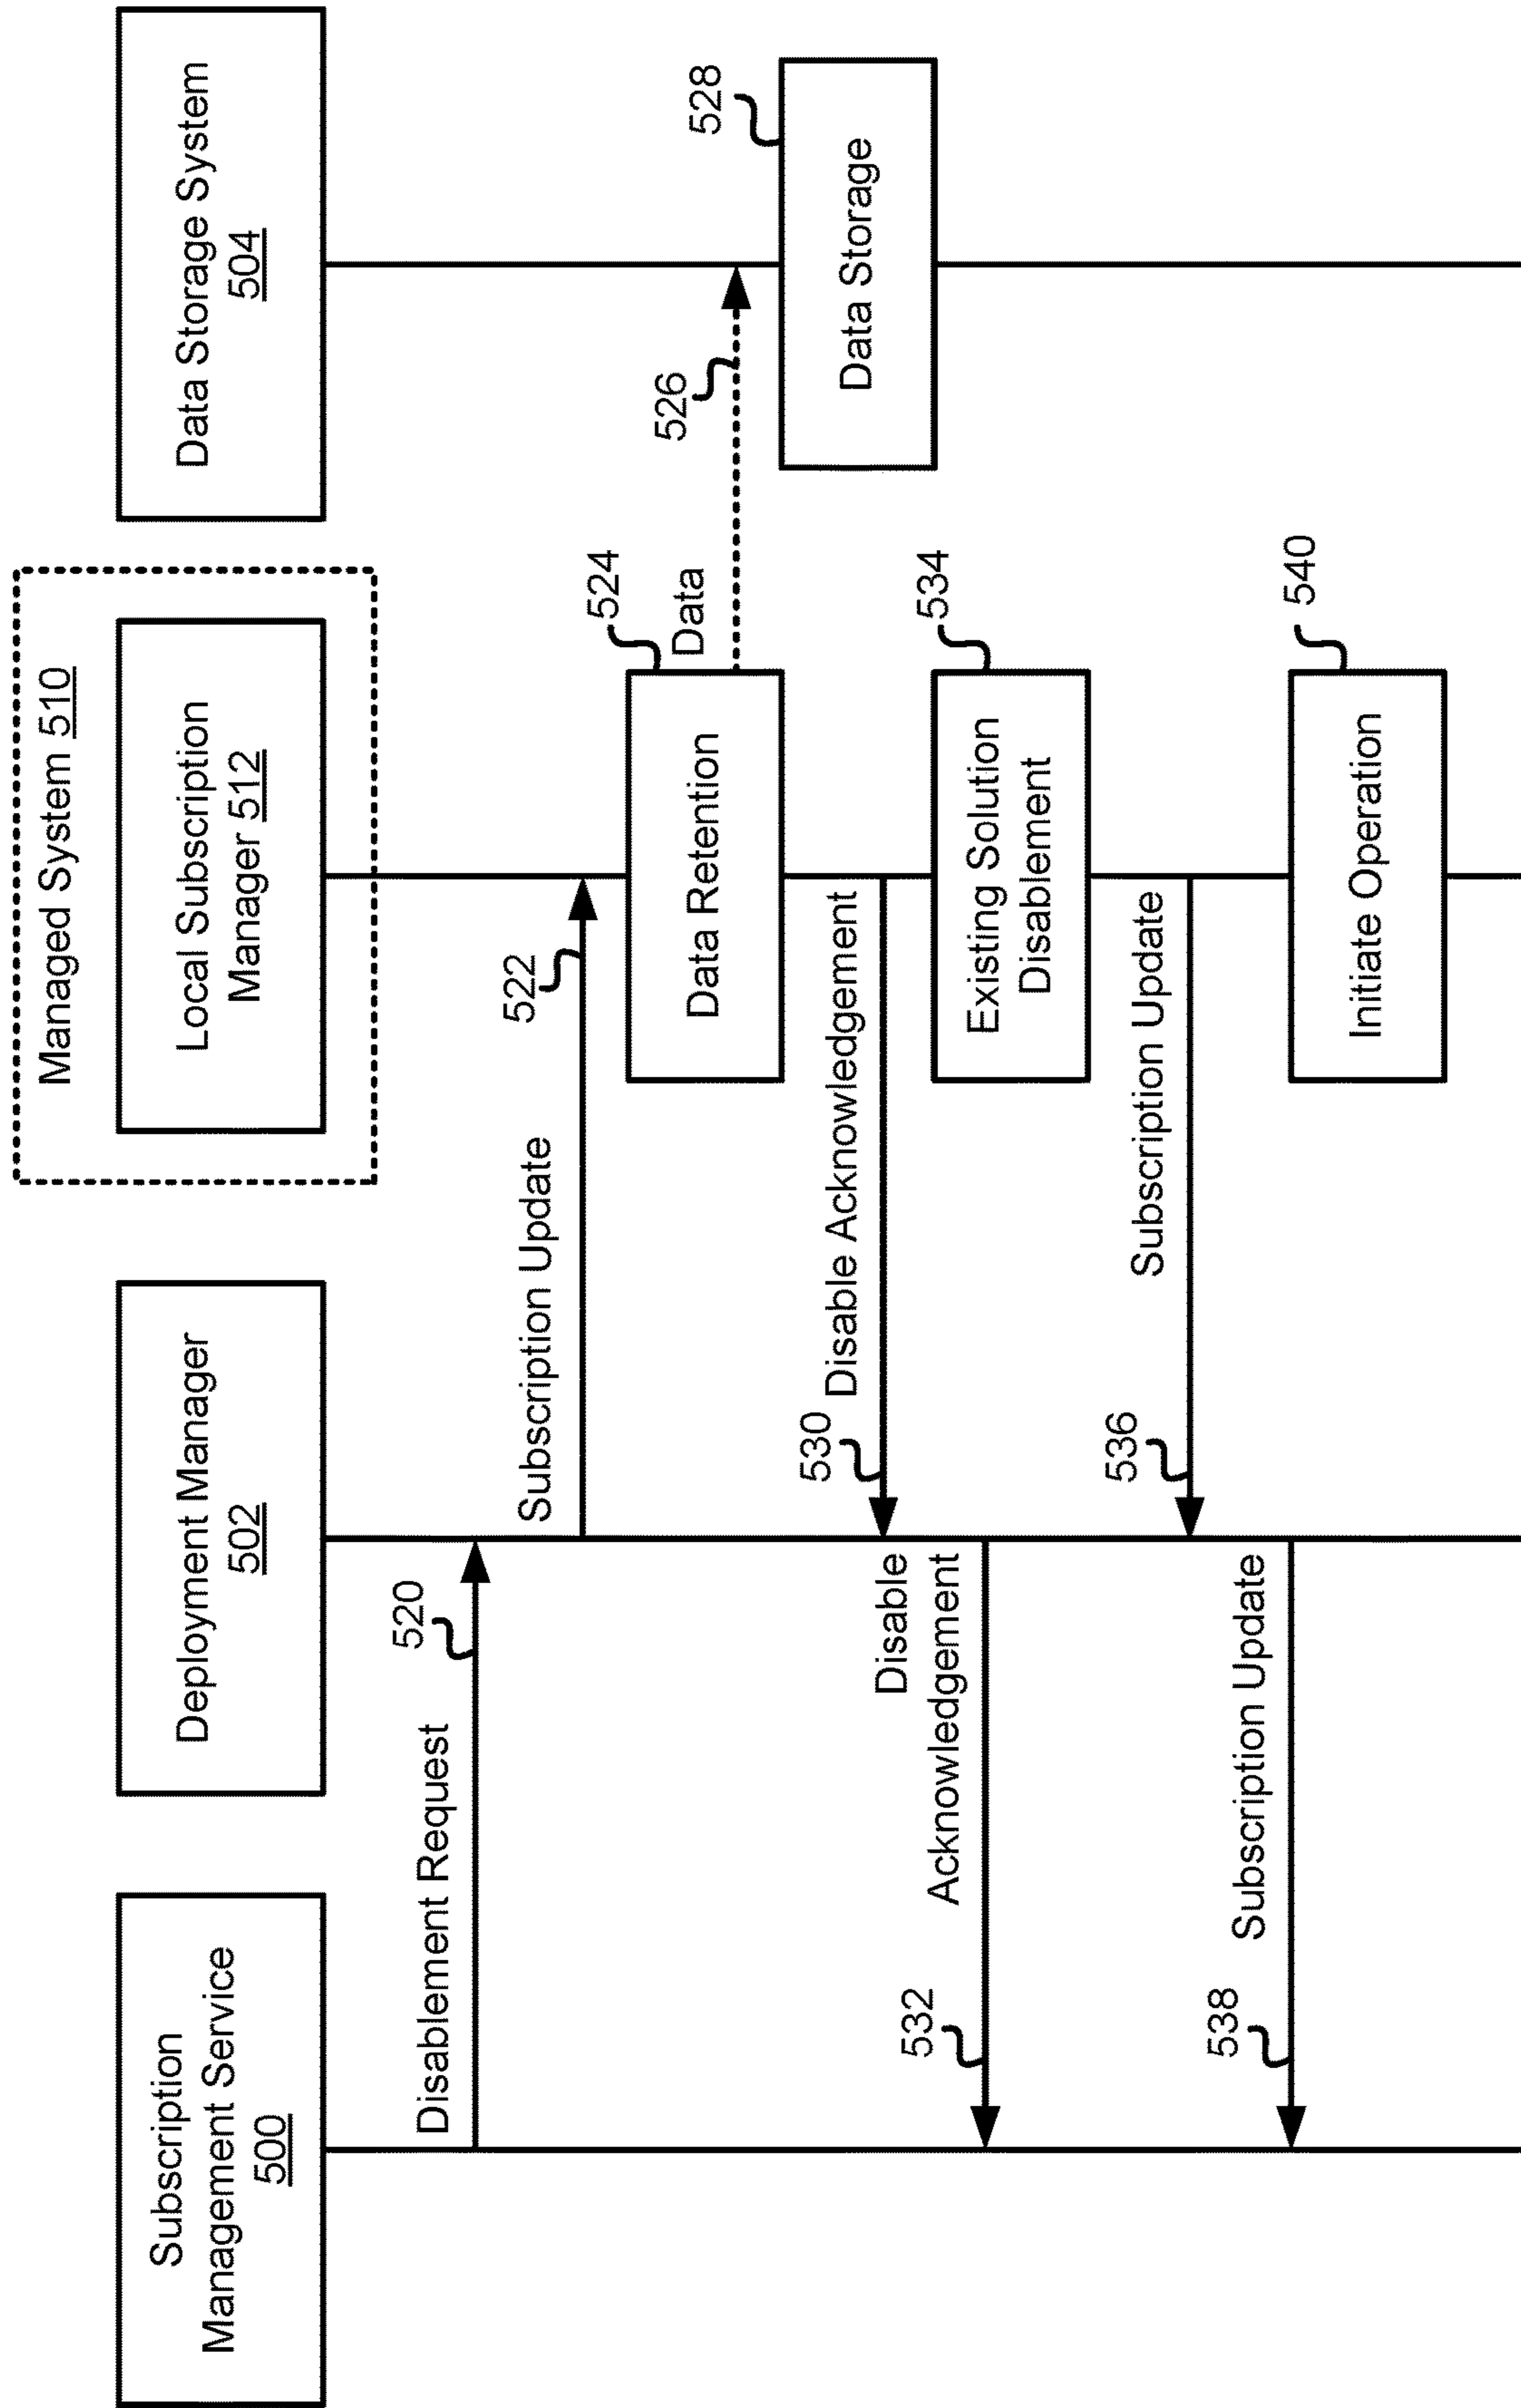 Managed System 510
Subscription
Management Service
500
Deployment Manager
502
Local Subscription
Manager 512
Data Storage System
504
Disablement Request
520
Subscription Update
522
Data Retention
524
Data
526
Data Storage
528
Disable Acknowledgement
530
Disable
Acknowledgement
532
Existing Solution
Disablement
534
Subscription Update
536
Subscription Update
538
Initiate Operation
540